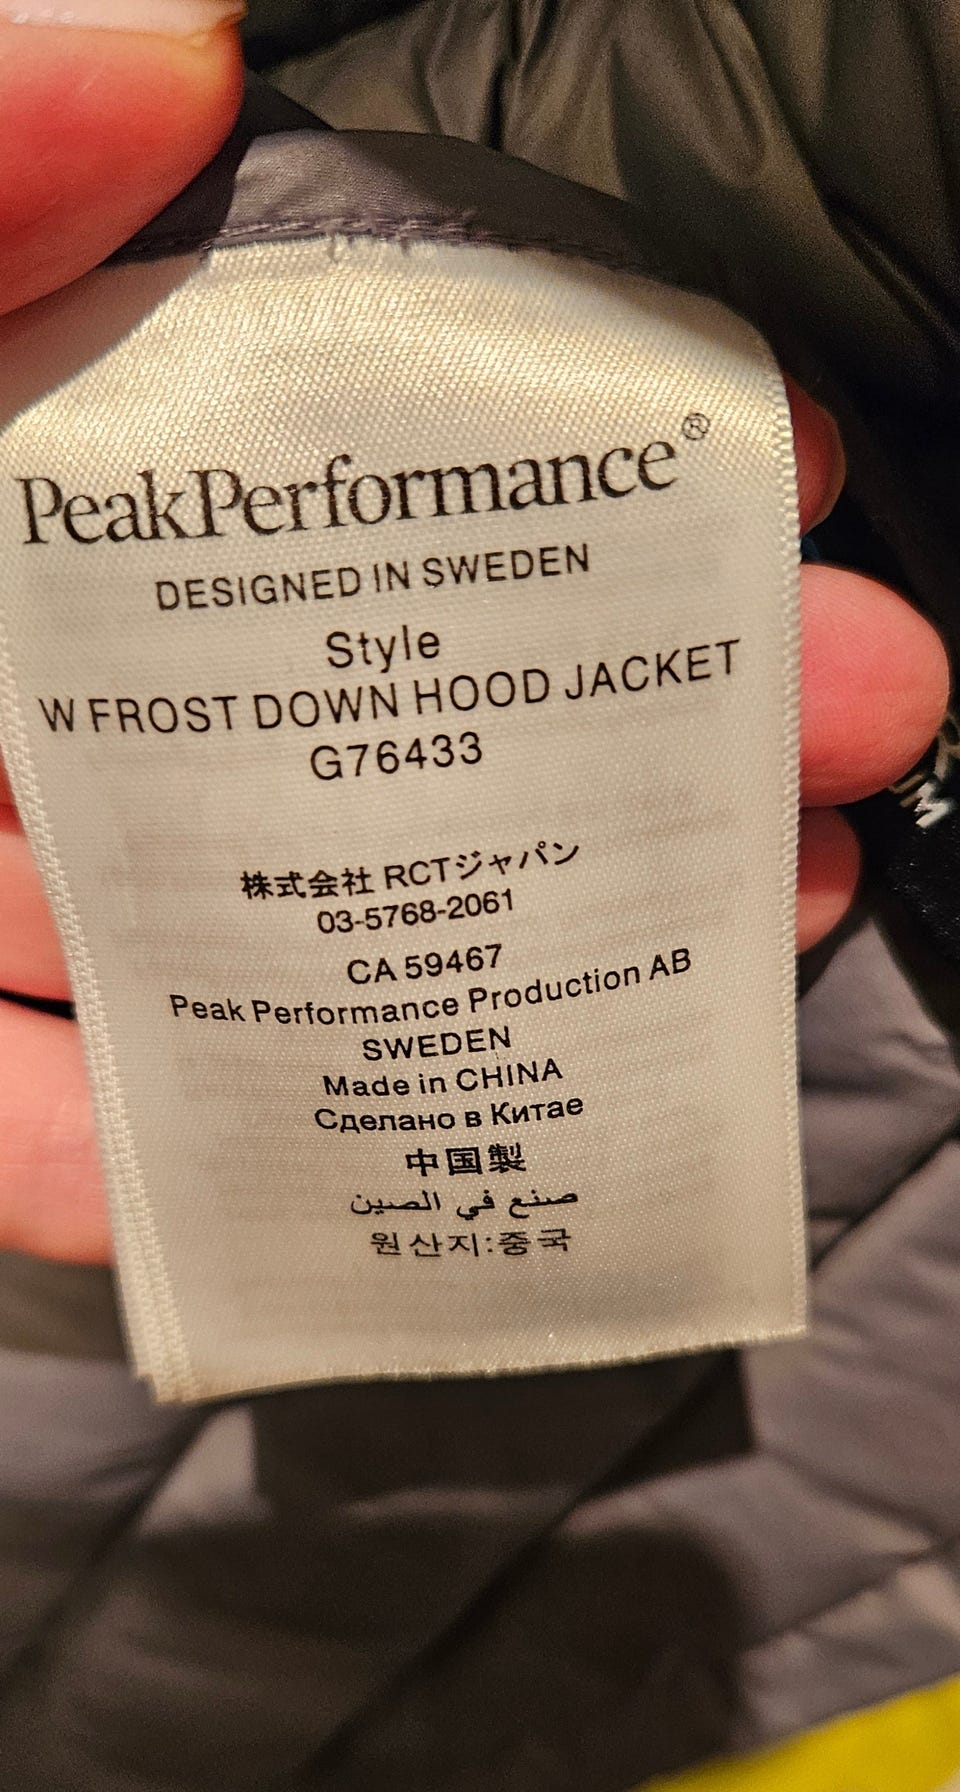 PeakPerformance®
DESIGNED IN SWEDEN
Style
W FROST DOWN HOOD JACKET
G76433
株式会社 RCTジャパン
03-5768-2061
CA 59467
Peak Performance Production AB
SWEDEN
Made in CHINA
Сделано в Китае
中国製
صنع في الصين
원산지:중국